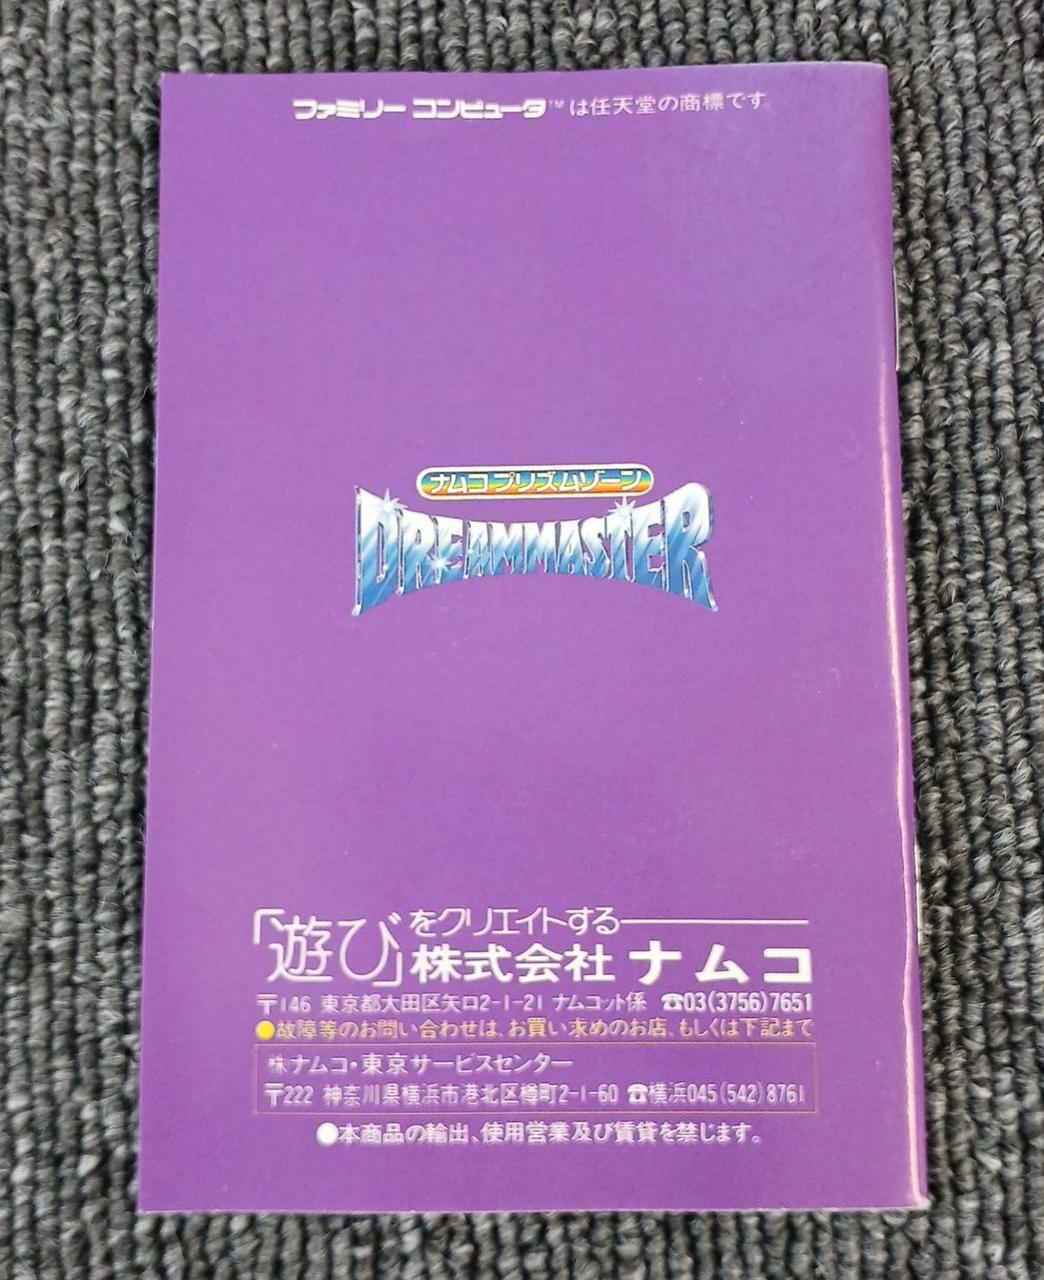 ファミリー コンピュータ™は任天堂の商標です。
ナムコ プリズムゾーン
DREAMMASTER
「遊び」をクリエイトする──
株式会社 ナムコ
〒146 東京都大田区矢口2-1-21 ナムコット係 ☎03(3756)7651
●故障等のお問い合わせは、お買い求めのお店、もしくは下記まで
㈱ナムコ・東京サービスセンター
〒222 神奈川県横浜市港北区樽町2-1-60 ☎横浜045(542)8761
●本商品の輸出、使用営業及び賃貸を禁じます。